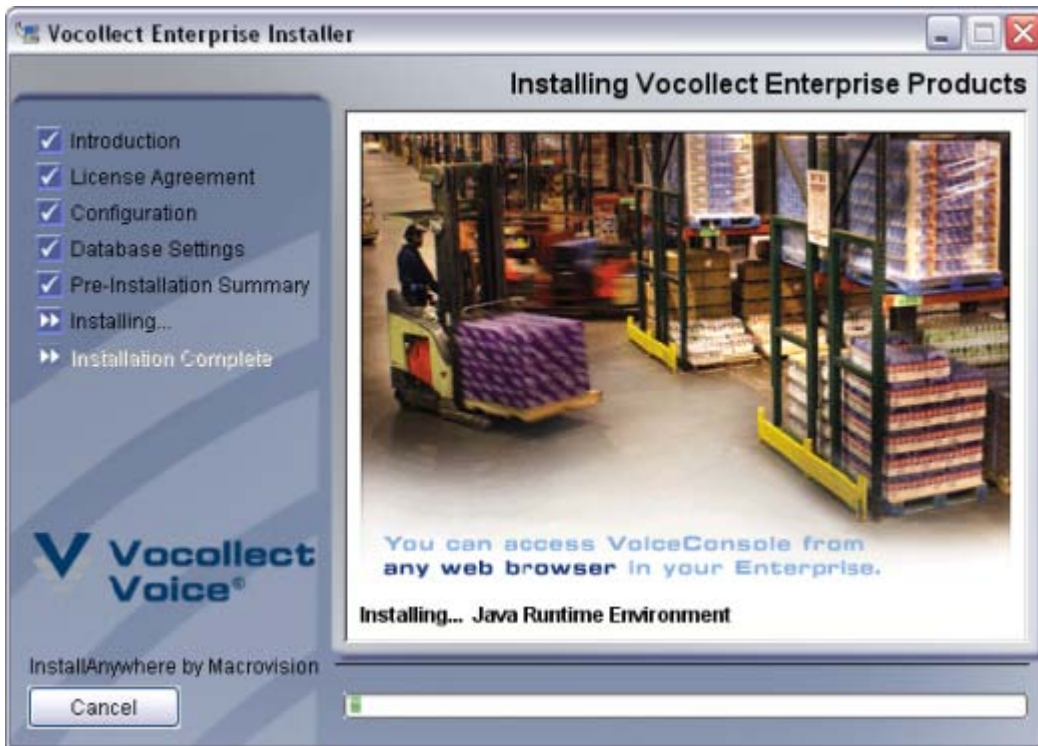 Vocollect Enterprise Installer
Installing Vocollect Enterprise Products
Introduction
License Agreement
Configuration
Database Settings
Pre-Installation Summary
Installing...
Installation Complete
Vocollect
Voice®
You can access VoiceConsole from
any web browser in your Enterprise.
Installing... Java Runtime Environment
InstallAnywhere by Macrovision
Cancel